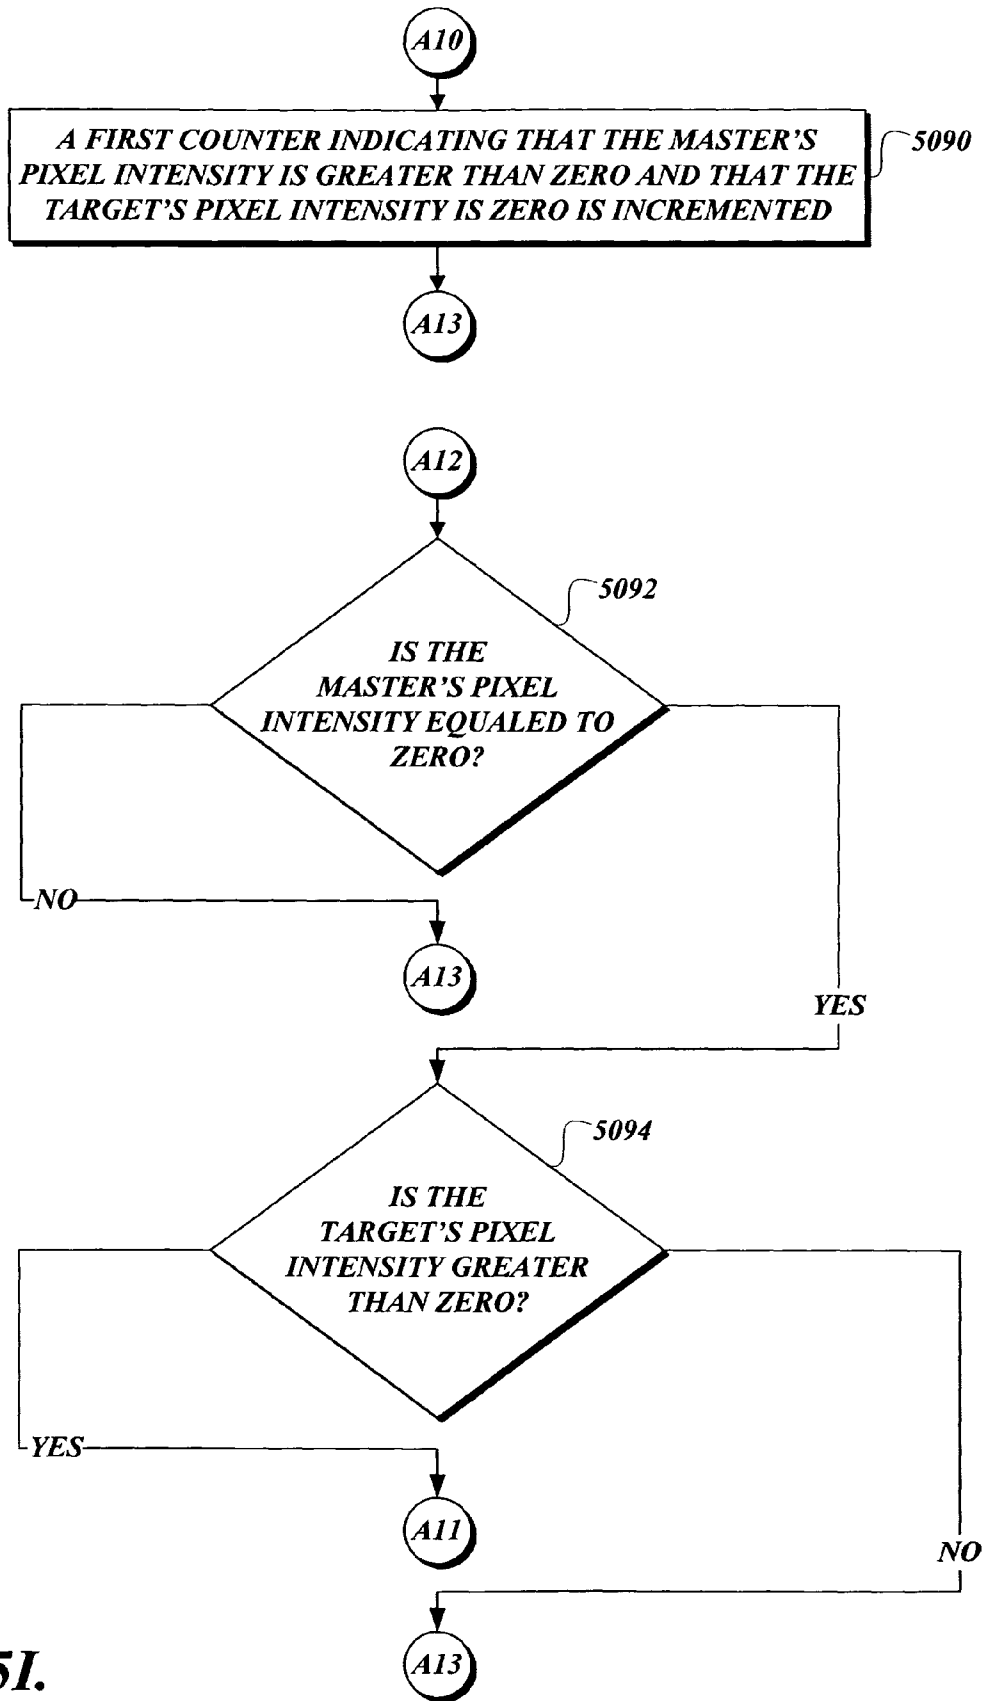 A10
A FIRST COUNTER INDICATING THAT THE MASTER'S
PIXEL INTENSITY IS GREATER THAN ZERO AND THAT THE
TARGET'S PIXEL INTENSITY IS ZERO IS INCREMENTED
5090
A13
A12
5092
IS THE
MASTER'S PIXEL
INTENSITY EQUALED TO
ZERO?
NO
A13
YES
5094
IS THE
TARGET'S PIXEL
INTENSITY GREATER
THAN ZERO?
YES
A11
NO
A13
5I.